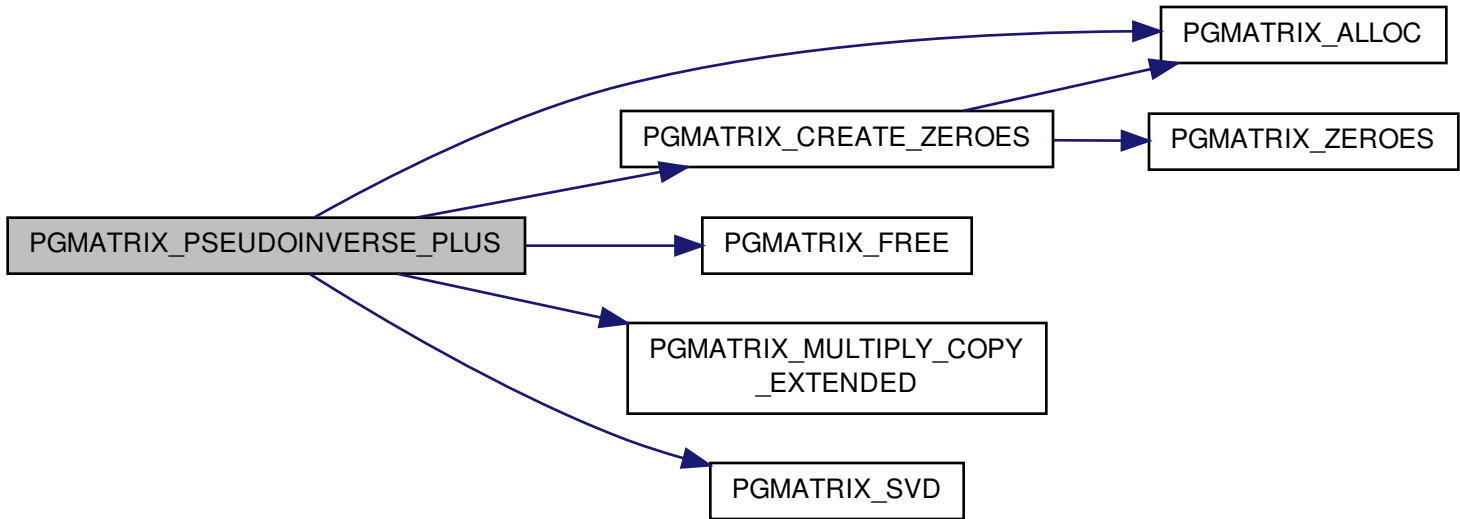 PGMATRIX_ALLOC
PGMATRIX_CREATE_ZEROES
PGMATRIX_ZEROES
PGMATRIX_PSEUDOINVERSE_PLUS
PGMATRIX_FREE
PGMATRIX_MULTIPLY_COPY
_EXTENDED
PGMATRIX_SVD